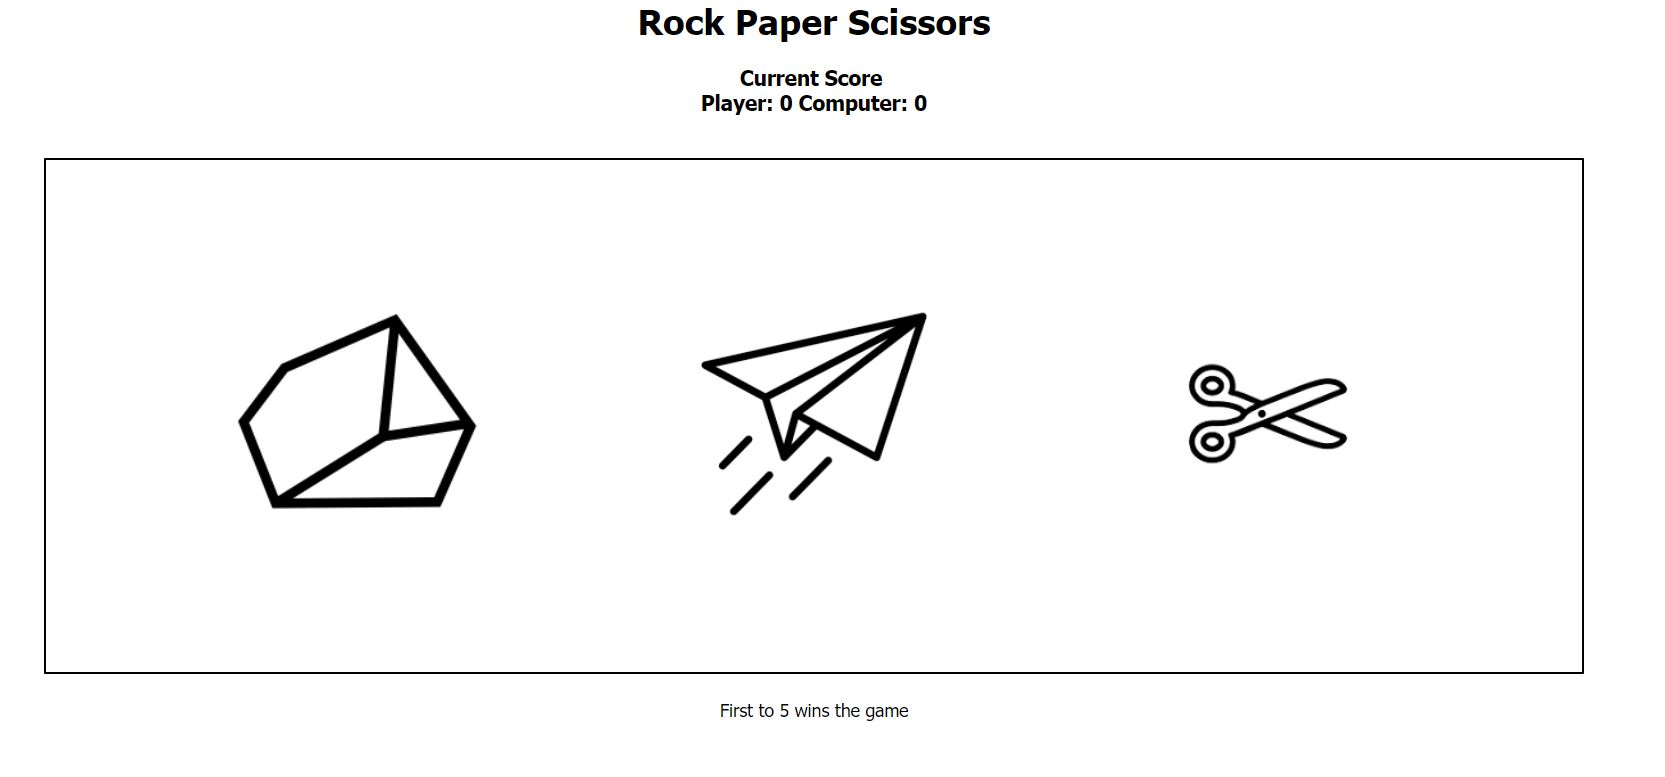 Rock Paper Scissors
Current Score
Player: 0 Computer: 0
First to 5 wins the game